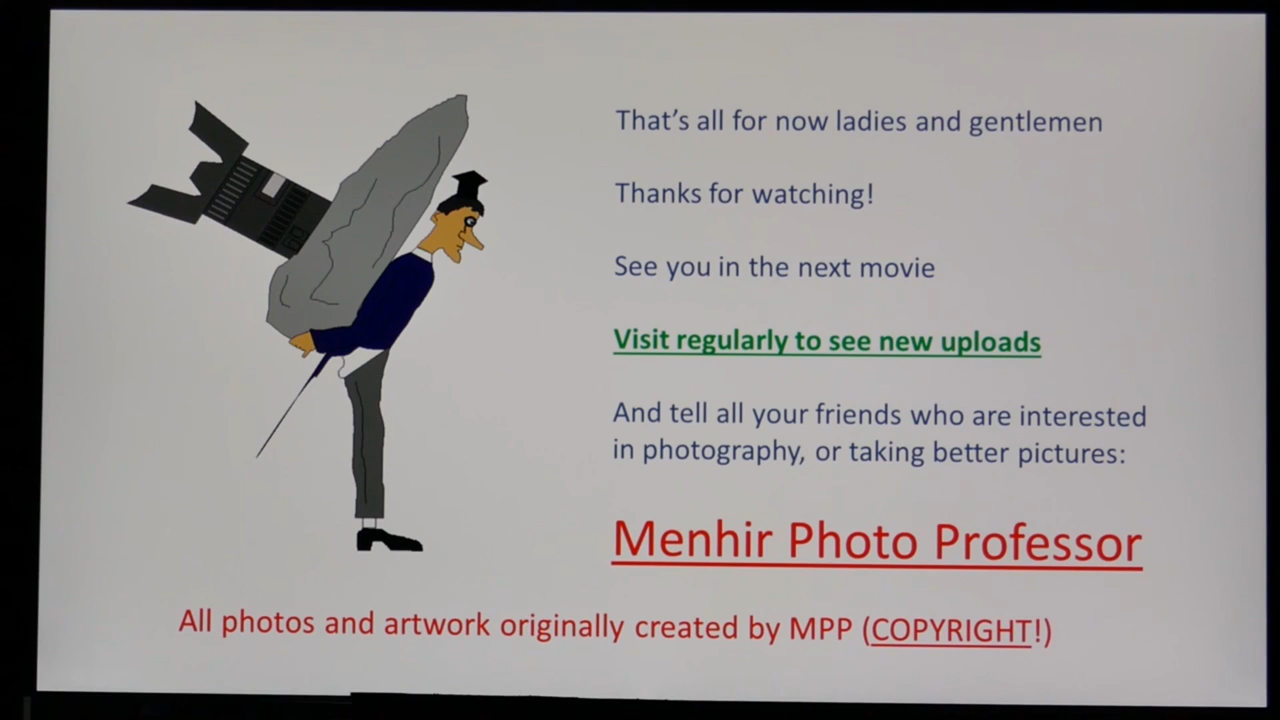 That's all for now ladies and gentlemen
Thanks for watching!
See you in the next movie
Visit regularly to see new uploads
And tell all your friends who are interested
in photography, or taking better pictures:
Menhir Photo Professor
All photos and artwork originally created by MPP (COPYRIGHT!)